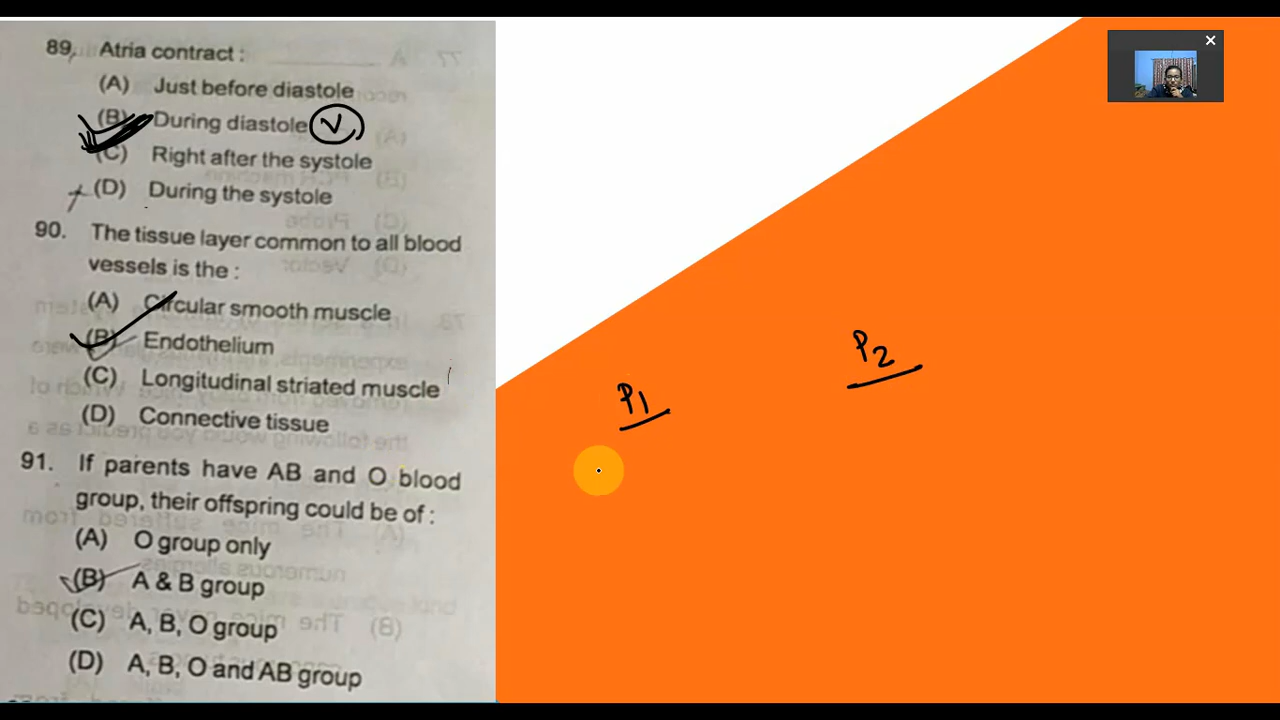 89. Atria contract :
(A) Just before diastole
(B) During diastole V
(C) Right after the systole
(D) During the systole
90. The tissue layer common to all blood
vessels is the :
(A) Circular smooth muscle
(B) Endothelium
(C) Longitudinal striated muscle
(D) Connective tissue
91. If parents have AB and O blood
group, their offspring could be of :
(A) O group only
(B) A & B group
(C) A, B, O group
(D) A, B, O and AB group
P1
P2